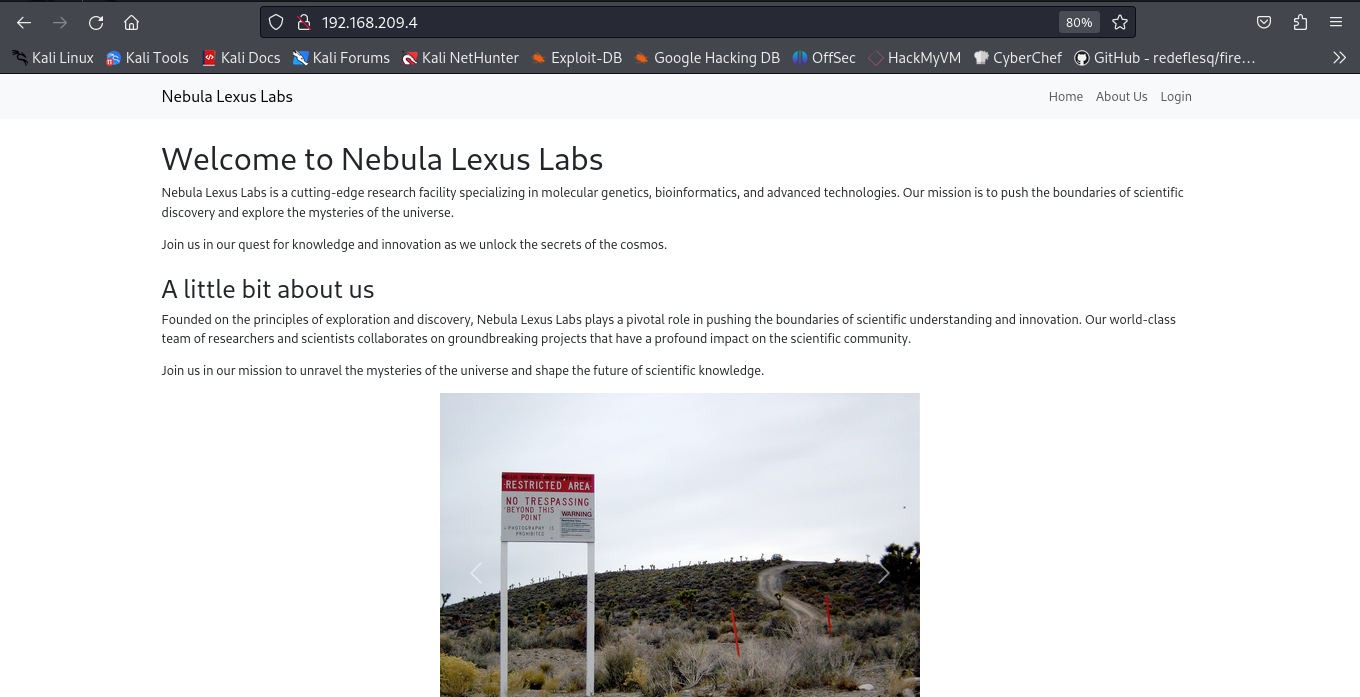 192.168.209.4
80%
Kali Linux Kali Tools Kali Docs Kali Forums Kali NetHunter Exploit-DB Google Hacking DB OffSec HackMyVM CyberChef GitHub - redeflesq/fire…
Nebula Lexus Labs
Home About Us Login
Welcome to Nebula Lexus Labs
Nebula Lexus Labs is a cutting-edge research facility specializing in molecular genetics, bioinformatics, and advanced technologies. Our mission is to push the boundaries of scientific
discovery and explore the mysteries of the universe.
Join us in our quest for knowledge and innovation as we unlock the secrets of the cosmos.
A little bit about us
Founded on the principles of exploration and discovery, Nebula Lexus Labs plays a pivotal role in pushing the boundaries of scientific understanding and innovation. Our world-class
team of researchers and scientists collaborates on groundbreaking projects that have a profound impact on the scientific community.
Join us in our mission to unravel the mysteries of the universe and shape the future of scientific knowledge.
RESTRICTED AREA
NO TRESPASSING
BEYOND THIS
POINT
WARNING
PHOTOGRAPHY IS
PROHIBITED